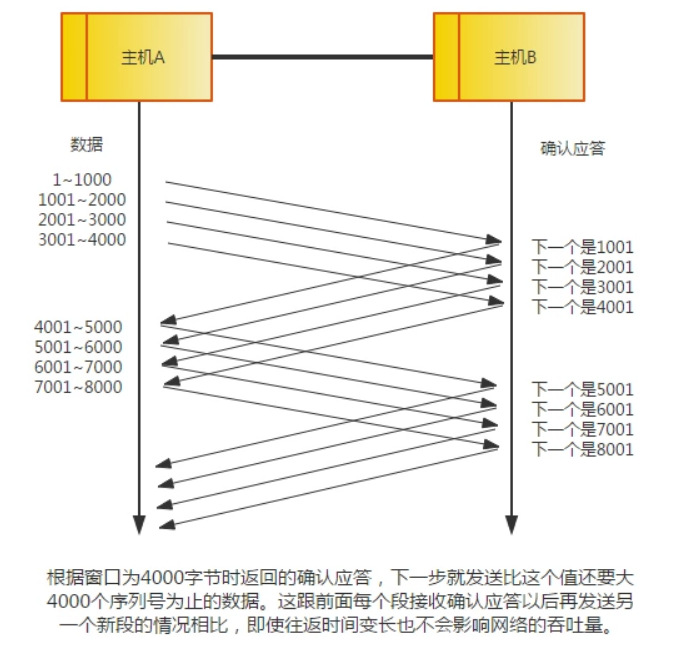 主机A
主机B
数据
确认应答
1~1000
1001~2000
2001~3000
3001~4000
下一个是1001
下一个是2001
下一个是3001
下一个是4001
4001~5000
5001~6000
6001~7000
7001~8000
下一个是5001
下一个是6001
下一个是7001
下一个是8001
根据窗口为4000字节时返回的确认应答，下一步就发送比这个值还要大
4000个序列号为止的数据。这跟前面每个段接收确认应答以后再发送另
一个新段的情况相比，即使往返时间变长也不会影响网络的吞吐量。